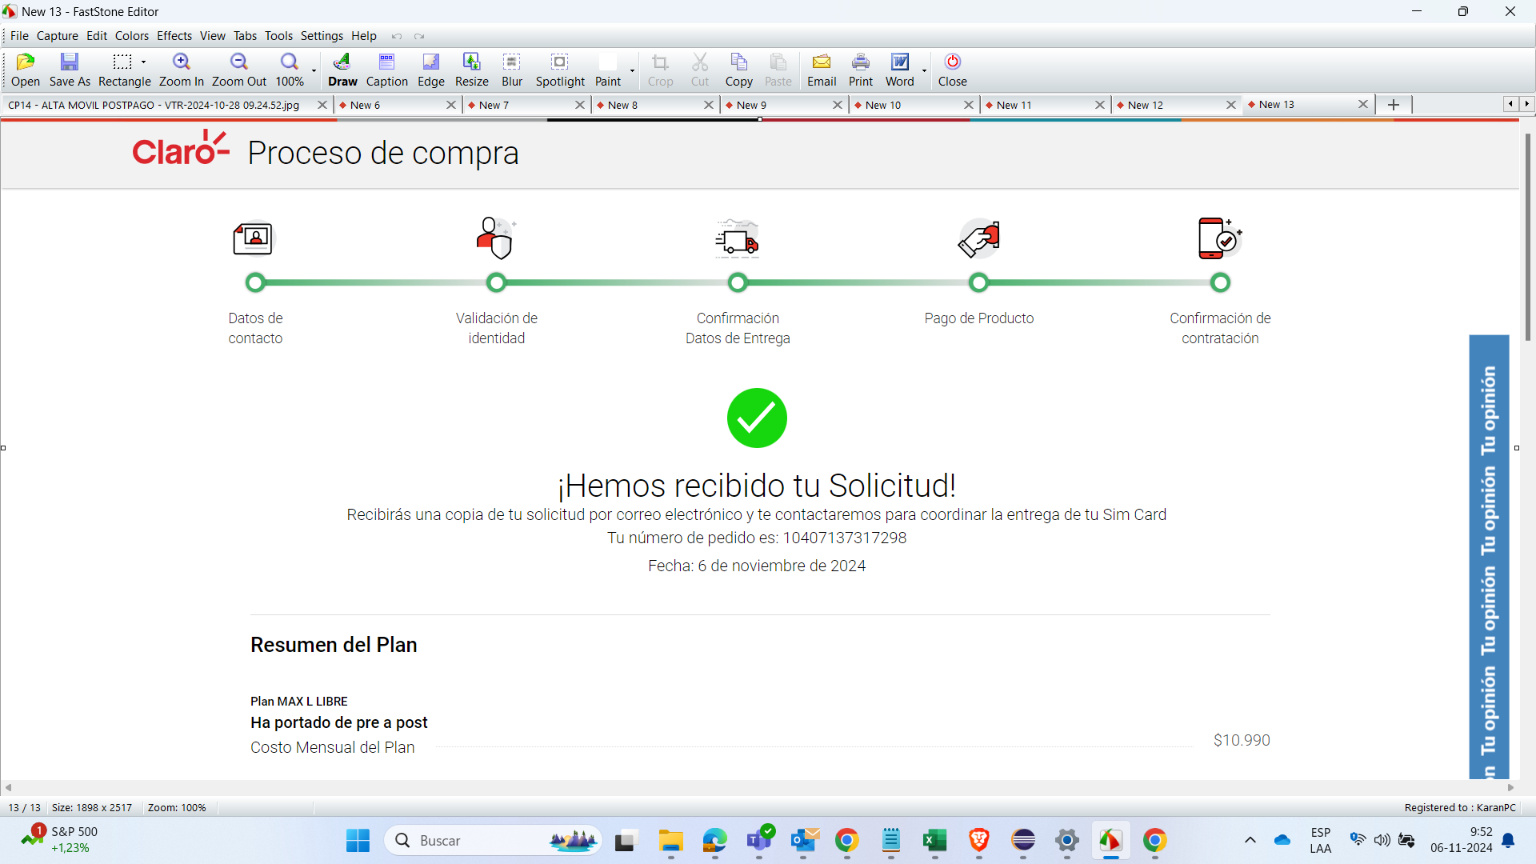 New 13 - FastStone Editor
File Capture Edit Colors Effects View Tabs Tools Settings Help
Open Save As Rectangle Zoom In Zoom Out 100% Draw Caption Edge Resize Blur Spotlight Paint Crop Cut Copy Paste Email Print Word Close
CP14 - ALTA MOVIL POSTPAGO - VTR-2024-10-28 09.24.52.jpg New 6 New 7 New 8 New 9 New 10 New 11 New 12 New 13
Claro Proceso de compra
Datos de
contacto
Validación de
identidad
Confirmación
Datos de Entrega
Pago de Producto
Confirmación de
contratación
¡Hemos recibido tu Solicitud!
Recibirás una copia de tu solicitud por correo electrónico y te contactaremos para coordinar la entrega de tu Sim Card
Tu número de pedido es: 10407137317298
Fecha: 6 de noviembre de 2024
Resumen del Plan
Plan MAX L LIBRE
Ha portado de pre a post
Costo Mensual del Plan $10.990
Tu opinión Tu opinión Tu opinión Tu opinión
13 / 13 Size: 1898 x 2517 Zoom: 100% Registered to : KaranPC
1 S&P 500
+1,23%
Buscar
ESP
LAA
9:52
06-11-2024